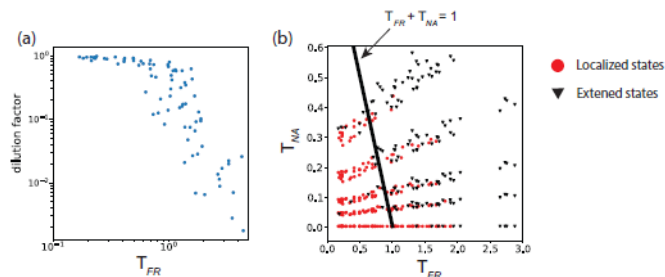 T_FR + T_NA = 1
(a)
(b)
dilution factor
10^0
10^-1
10^-2
10^-1
10^0
T_FR
T_NA
0.6
0.5
0.4
0.3
0.2
0.1
0.0
0.0
0.5
1.0
1.5
2.0
2.5
3.0
T_FR
Localized states
Extened states